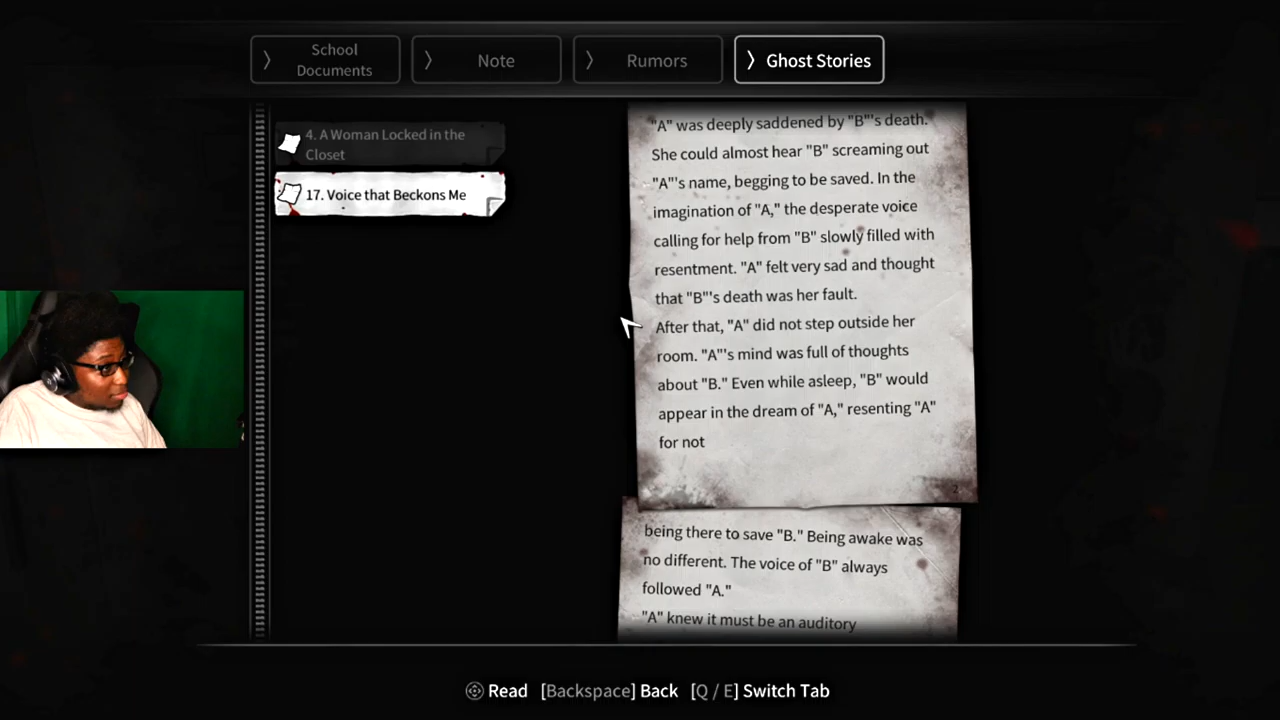 School
Documents
Note
Rumors
Ghost Stories
4. A Woman Locked in the
Closet
17. Voice that Beckons Me
"A" was deeply saddened by "B"'s death.
She could almost hear "B" screaming out
"A"'s name, begging to be saved. In the
imagination of "A," the desperate voice
calling for help from "B" slowly filled with
resentment. "A" felt very sad and thought
that "B"'s death was her fault.
After that, "A" did not step outside her
room. "A"'s mind was full of thoughts
about "B." Even while asleep, "B" would
appear in the dream of "A," resenting "A"
for not
being there to save "B." Being awake was
no different. The voice of "B" always
followed "A."
"A" knew it must be an auditory
Read [Backspace] Back [Q / E] Switch Tab